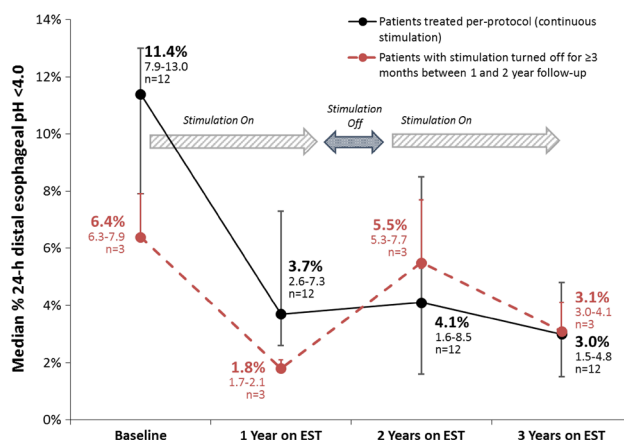 14%
12%
10%
8%
6%
4%
2%
0%
Median % 24-h distal esophageal pH <4.0
Patients treated per-protocol (continuous
stimulation)
Patients with stimulation turned off for ≥3
months between 1 and 2 year follow-up
11.4%
7.9-13.0
n=12
Stimulation On
Stimulation
Off
Stimulation On
6.4%
6.3-7.9
n=3
3.7%
2.6-7.3
n=12
1.8%
1.7-2.1
n=3
5.5%
5.3-7.7
n=3
4.1%
1.6-8.5
n=12
3.1%
3.0-4.1
n=3
3.0%
1.5-4.8
n=12
Baseline
1 Year on EST
2 Years on EST
3 Years on EST